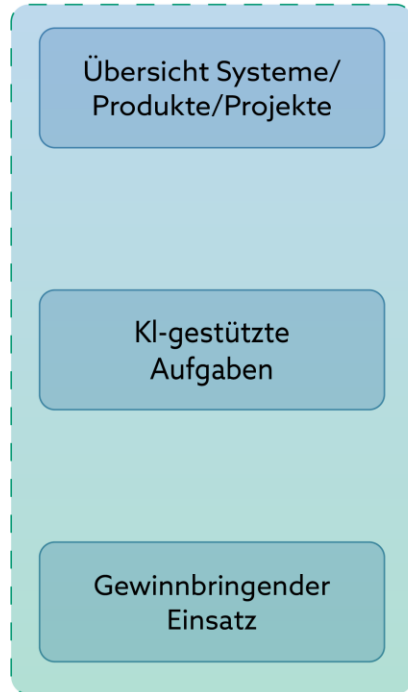 Übersicht Systeme/
Produkte/Projekte
KI-gestützte
Aufgaben
Gewinnbringender
Einsatz